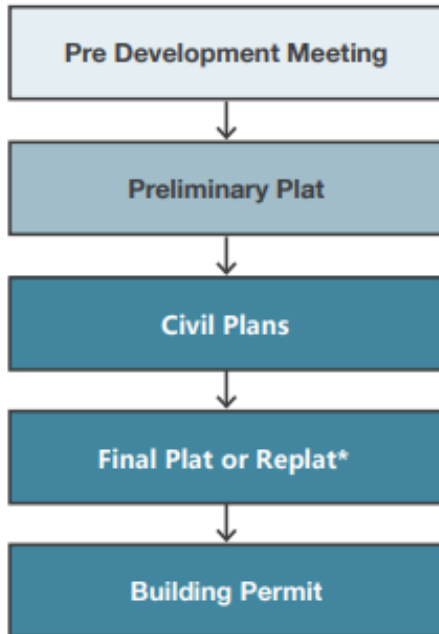 Pre Development Meeting
Preliminary Plat
Civil Plans
Final Plat or Replat*
Building Permit